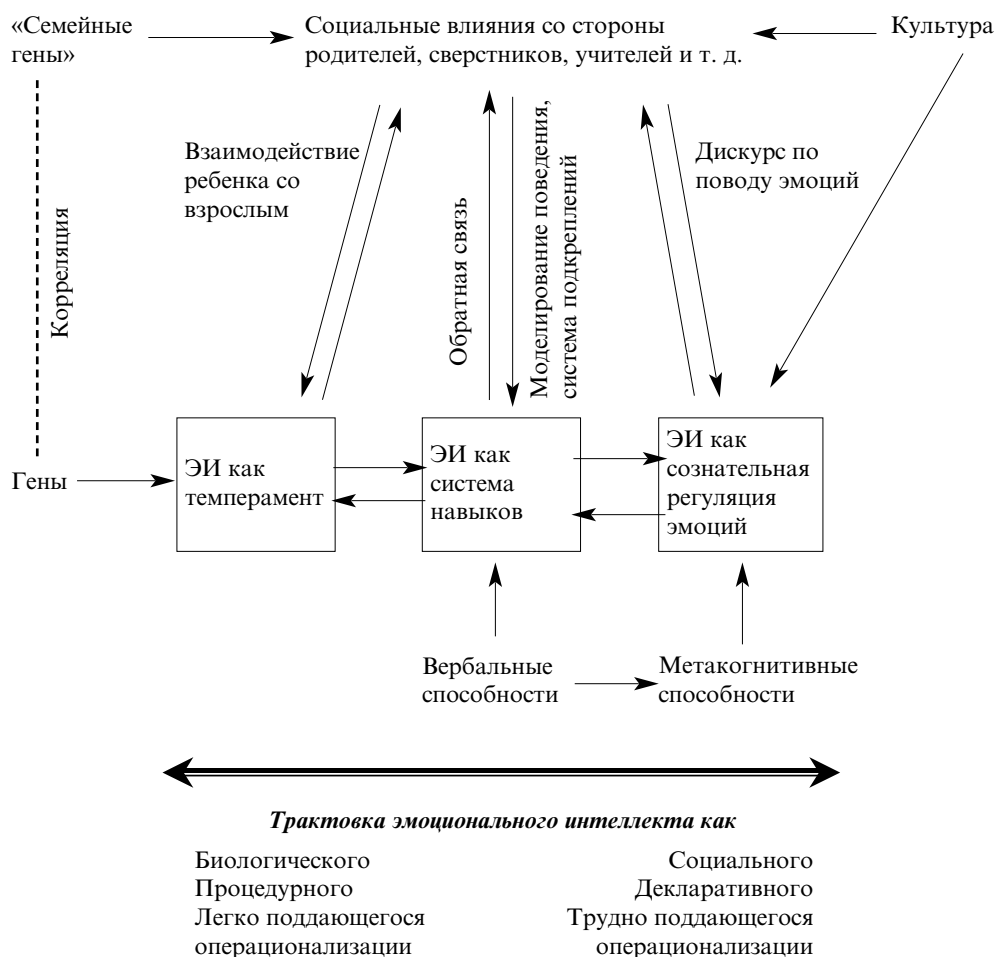 «Семейные
гены»
Социальные влияния со стороны
родителей, сверстников, учителей и т. д.
Культура
Взаимодействие
ребенка со
взрослым
Корреляция
Обратная связь
Моделирование поведения,
система подкреплений
Дискурс по
поводу эмоций
Гены
ЭИ как
темперамент
ЭИ как
система
навыков
ЭИ как
сознательная
регуляция
эмоций
Вербальные
способности
Метакогнитивные
способности
Трактовка эмоционального интеллекта как
Биологического
Процедурного
Легко поддающегося
операционализации
Социального
Декларативного
Трудно поддающегося
операционализации